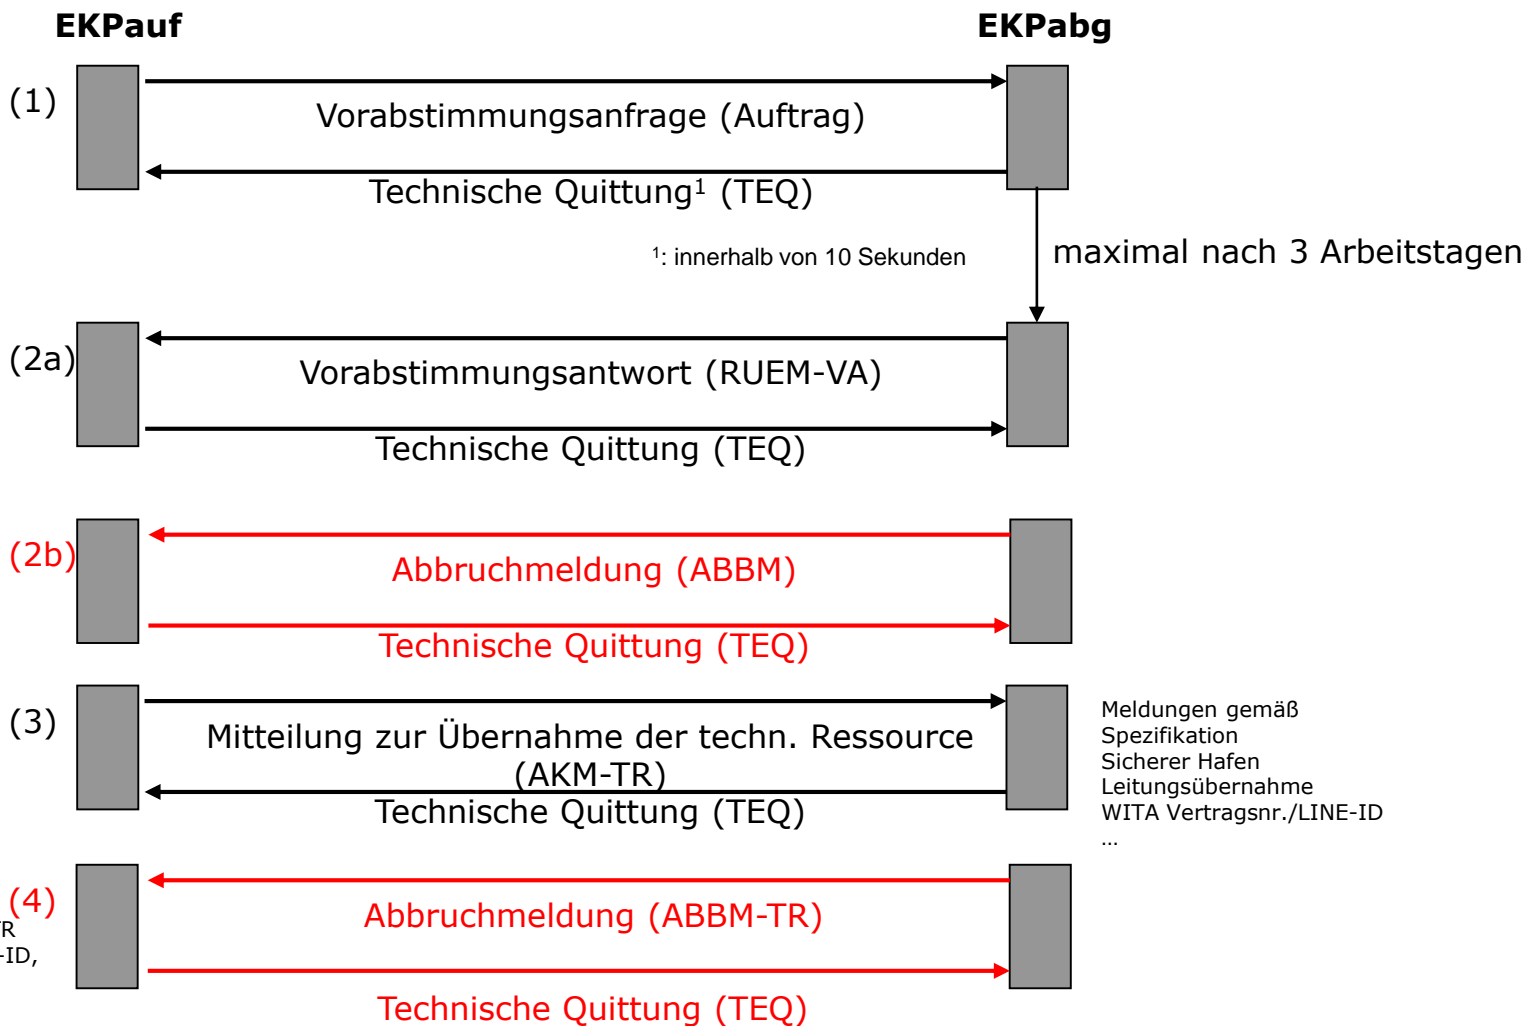 EKPauf EKPabg
(1)
Vorabstimmungsanfrage (Auftrag)
Technische Quittung¹ (TEQ)
¹: innerhalb von 10 Sekunden
maximal nach 3 Arbeitstagen
(2a)
Vorabstimmungsantwort (RUEM-VA)
Technische Quittung (TEQ)
(2b)
Abbruchmeldung (ABBM)
Technische Quittung (TEQ)
(3)
Mitteilung zur Übernahme der techn. Ressource
(AKM-TR)
Technische Quittung (TEQ)
Meldungen gemäß
Spezifikation
Sicherer Hafen
Leitungsübernahme
WITA Vertragsnr./LINE-ID
…
(4)
TR
-ID,
Abbruchmeldung (ABBM-TR)
Technische Quittung (TEQ)